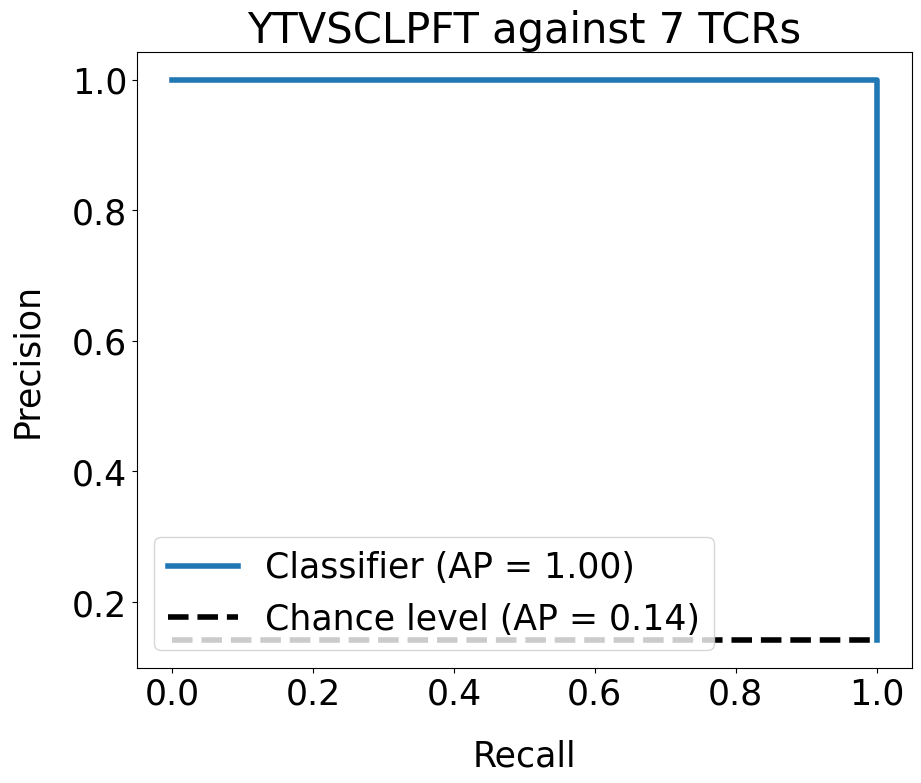 YTVSCLPFT against 7 TCRs
1.0
0.8
0.6
0.4
0.2
Precision
Classifier (AP = 1.00)
Chance level (AP = 0.14)
0.0 0.2 0.4 0.6 0.8 1.0
Recall